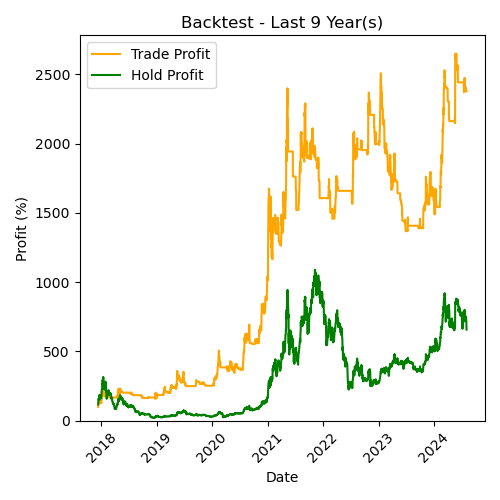 Backtest - Last 9 Year(s)
Trade Profit
Hold Profit
Profit (%)
2500
2000
1500
1000
500
0
2018
2019
2020
2021
2022
2023
2024
Date